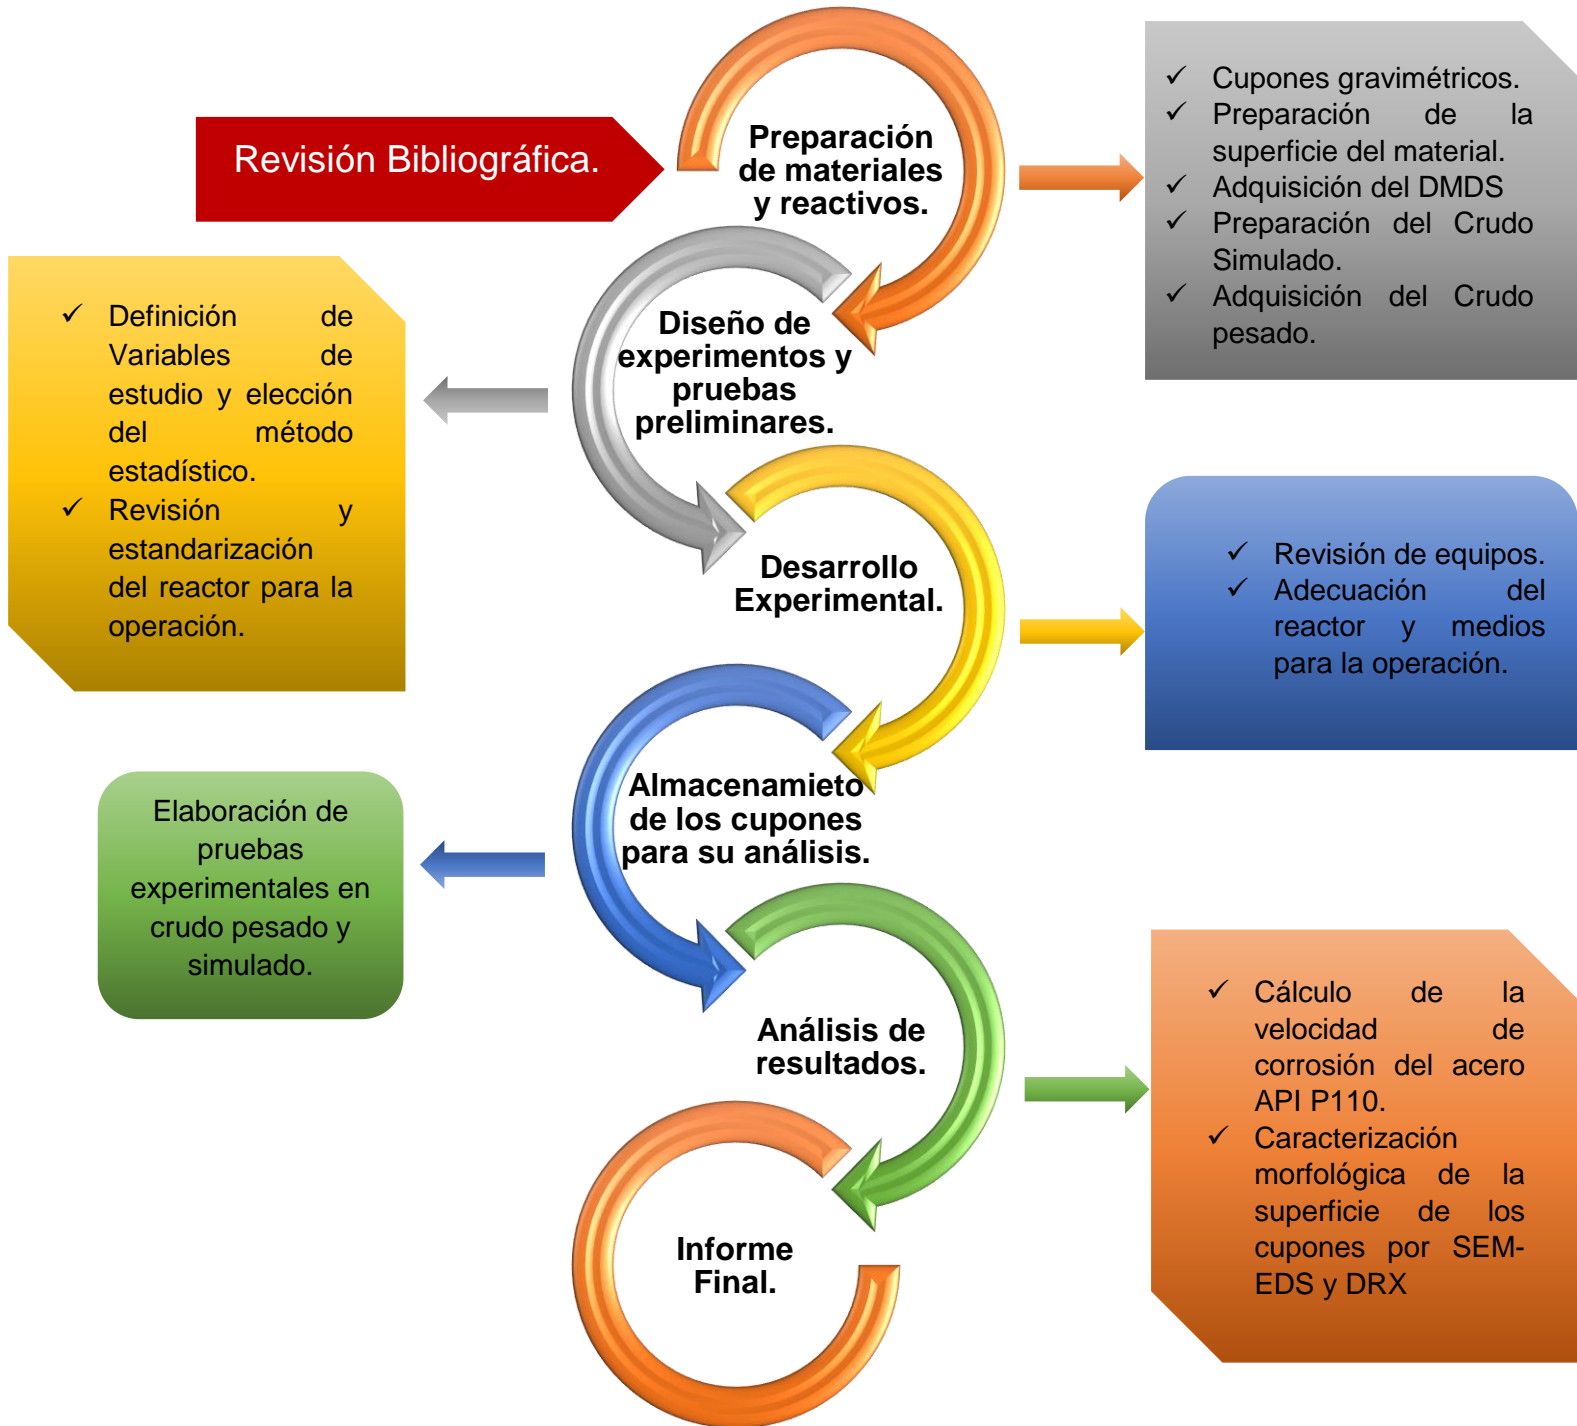 Revisión Bibliográfica.
Preparación
de materiales
y reactivos.
✓ Cupones gravimétricos.
✓ Preparación de la
superficie del material.
✓ Adquisición del DMDS
✓ Preparación del Crudo
Simulado.
✓ Adquisición del Crudo
pesado.
Diseño de
experimentos y
pruebas
preliminares.
✓ Definición de
Variables de
estudio y elección
del método
estadístico.
✓ Revisión y
estandarización
del reactor para la
operación.
Desarrollo
Experimental.
✓ Revisión de equipos.
✓ Adecuación del
reactor y medios
para la operación.
Almacenamieto
de los cupones
para su análisis.
Elaboración de
pruebas
experimentales en
crudo pesado y
simulado.
Análisis de
resultados.
✓ Cálculo de la
velocidad de
corrosión del acero
API P110.
✓ Caracterización
morfológica de la
superficie de los
cupones por SEM-
EDS y DRX
Informe
Final.